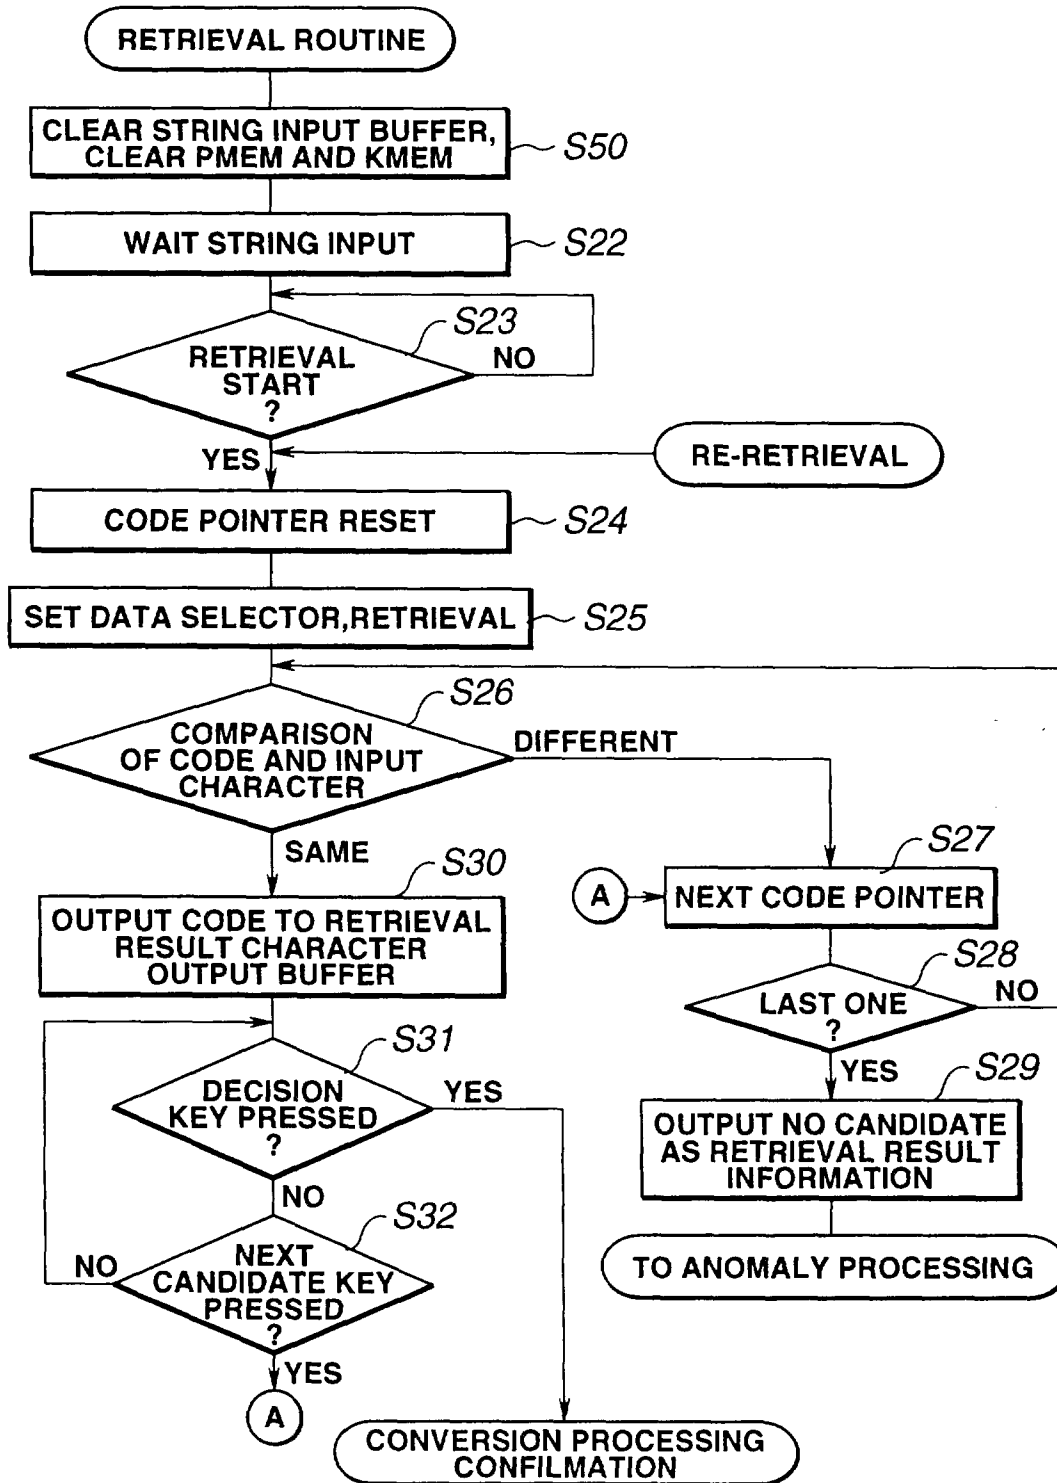 RETRIEVAL ROUTINE
CLEAR STRING INPUT BUFFER,
CLEAR PMEM AND KMEM
S50
WAIT STRING INPUT
S22
S23
RETRIEVAL
START
?
NO
YES
RE-RETRIEVAL
CODE POINTER RESET
S24
SET DATA SELECTOR,RETRIEVAL
S25
S26
COMPARISON
OF CODE AND INPUT
CHARACTER
DIFFERENT
SAME
S30
OUTPUT CODE TO RETRIEVAL
RESULT CHARACTER
OUTPUT BUFFER
S27
A
NEXT CODE POINTER
S28
LAST ONE
?
NO
YES
S29
OUTPUT NO CANDIDATE
AS RETRIEVAL RESULT
INFORMATION
TO ANOMALY PROCESSING
S31
DECISION
KEY PRESSED
?
YES
NO
S32
NEXT
CANDIDATE KEY
PRESSED
?
NO
YES
A
CONVERSION PROCESSING
CONFILMATION